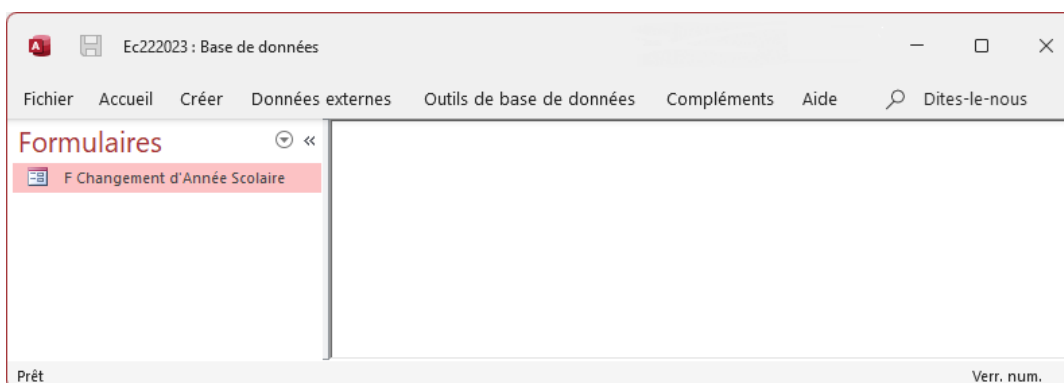 Ec222023 : Base de données
Fichier Accueil Créer Données externes Outils de base de données Compléments Aide Dites-le-nous
Formulaires
F Changement d'Année Scolaire
Prêt Verr. num.